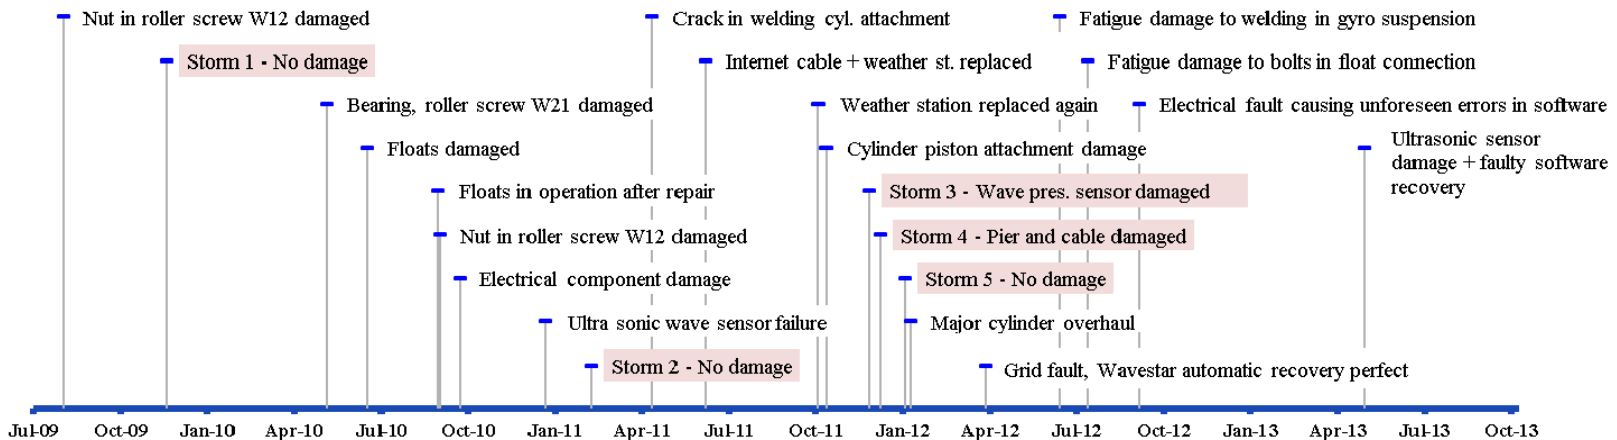 Nut in roller screw W12 damaged
Crack in welding cyl. attachment
Fatigue damage to welding in gyro suspension
Storm 1 - No damage
Internet cable + weather st. replaced
Fatigue damage to bolts in float connection
Bearing, roller screw W21 damaged
Weather station replaced again
Electrical fault causing unforeseen errors in software
Floats damaged
Cylinder piston attachment damage
Ultrasonic sensor
damage + faulty software
recovery
Floats in operation after repair
Storm 3 - Wave pres. sensor damaged
Nut in roller screw W12 damaged
Storm 4 - Pier and cable damaged
Electrical component damage
Storm 5 - No damage
Ultra sonic wave sensor failure
Major cylinder overhaul
Storm 2 - No damage
Grid fault, Wavestar automatic recovery perfect
Jul-09 Oct-09 Jan-10 Apr-10 Jul-10 Oct-10 Jan-11 Apr-11 Jul-11 Oct-11 Jan-12 Apr-12 Jul-12 Oct-12 Jan-13 Apr-13 Jul-13 Oct-13